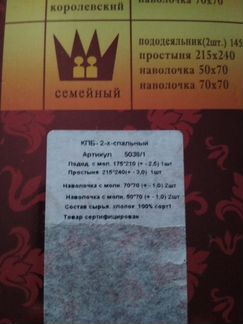 королевский
наволочка 70х70
пододеяльник(2шт.) 145
простыня 215х240
наволочка 50х70
наволочка 70х70
семейный
КПБ- 2-х-спальный
Артикул 5035/1
Подод. с мол. 175*210 (+ - 2,5) 1шт
Простыня 215*240(+ - 3,0) 1шт
Наволочка с молн. 70*70 (+ - 1,0) 2шт
Наволочка с молн. 50*70 (+ - 1,0) 2шт
Состав сырья. хлопок 100% сорт1
Товар сертифицирован